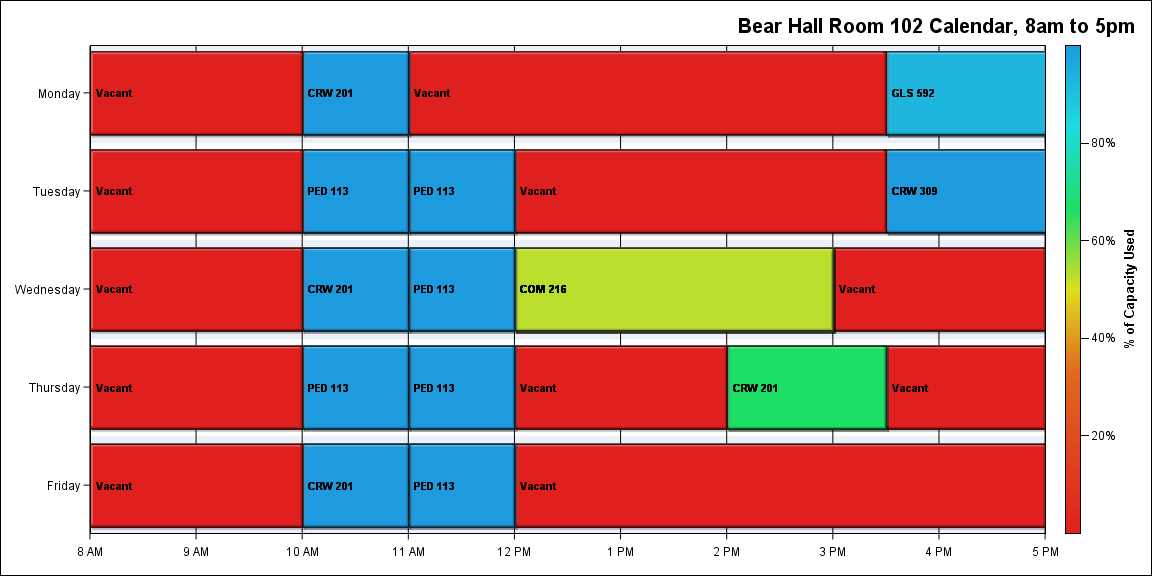 Bear Hall Room 102 Calendar, 8am to 5pm
Monday
Vacant
CRW 201
Vacant
GLS 592
Tuesday
Vacant
PED 113
PED 113
Vacant
CRW 309
Wednesday
Vacant
CRW 201
PED 113
COM 216
Vacant
Thursday
Vacant
PED 113
PED 113
Vacant
CRW 201
Vacant
Friday
Vacant
CRW 201
PED 113
Vacant
8 AM
9 AM
10 AM
11 AM
12 PM
1 PM
2 PM
3 PM
4 PM
5 PM
80%
60%
40%
20%
% of Capacity Used